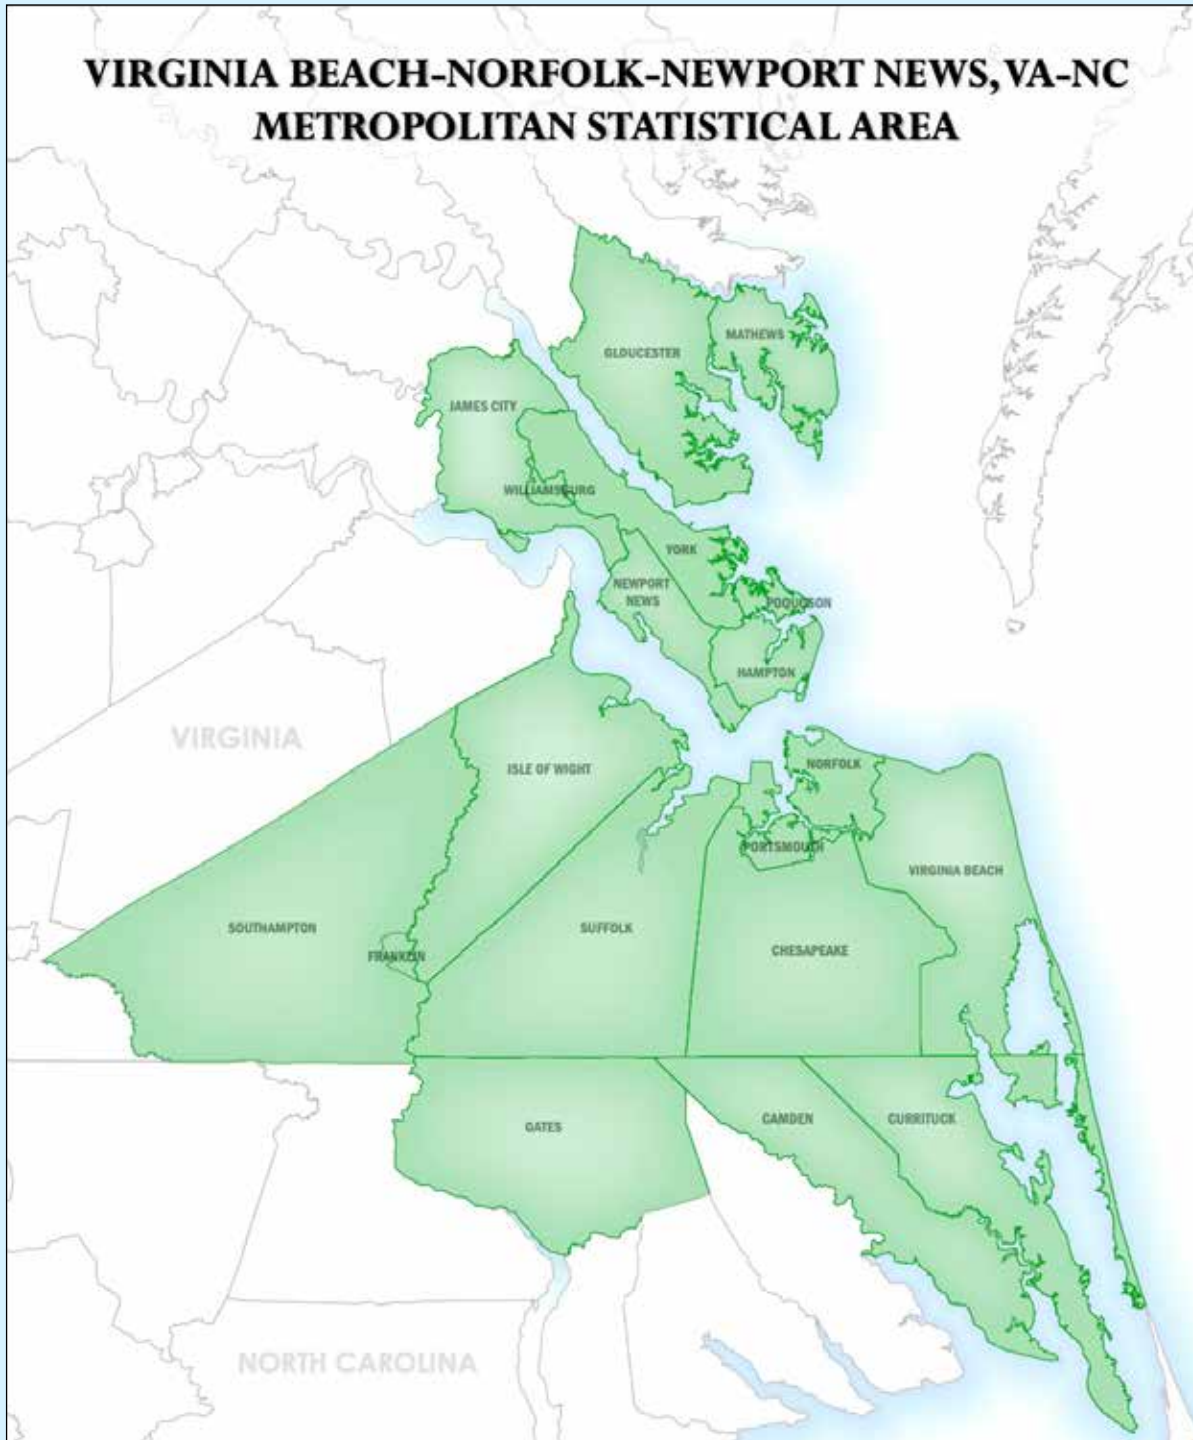 VIRGINIA BEACH-NORFOLK-NEWPORT NEWS, VA-NC
METROPOLITAN STATISTICAL AREA
MATHEWS
GLOUCESTER
JAMES CITY
WILLIAMSBURG
YORK
NEWPORT
NEWS
POQUOSON
HAMPTON
VIRGINIA
ISLE OF WIGHT
NORFOLK
PORTSMOUTH
VIRGINIA BEACH
SOUTHAMPTON
SUFFOLK
CHESAPEAKE
FRANKLIN
GATES
CAMDEN
CURRITUCK
NORTH CAROLINA